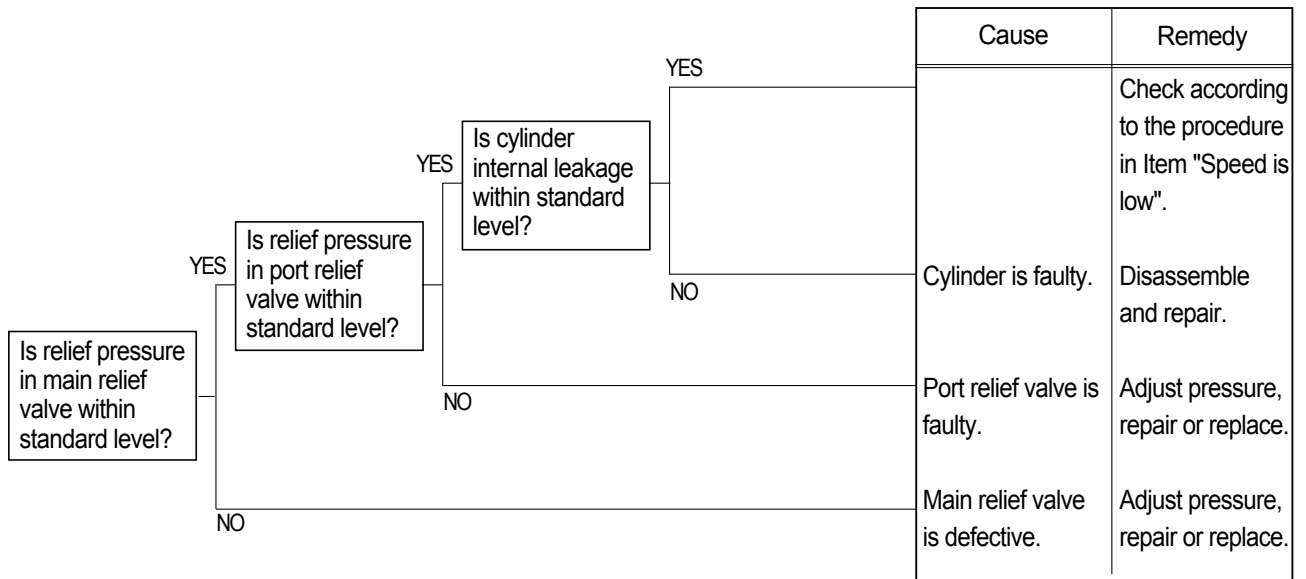 Cause
Remedy
YES
Check according
to the procedure
in Item "Speed is
low".
Is cylinder
internal leakage
within standard
level?
YES
NO
Cylinder is faulty.
Disassemble
and repair.
Is relief pressure
in port relief
valve within
standard level?
YES
NO
Port relief valve is
faulty.
Adjust pressure,
repair or replace.
Is relief pressure
in main relief
valve within
standard level?
NO
Main relief valve
is defective.
Adjust pressure,
repair or replace.